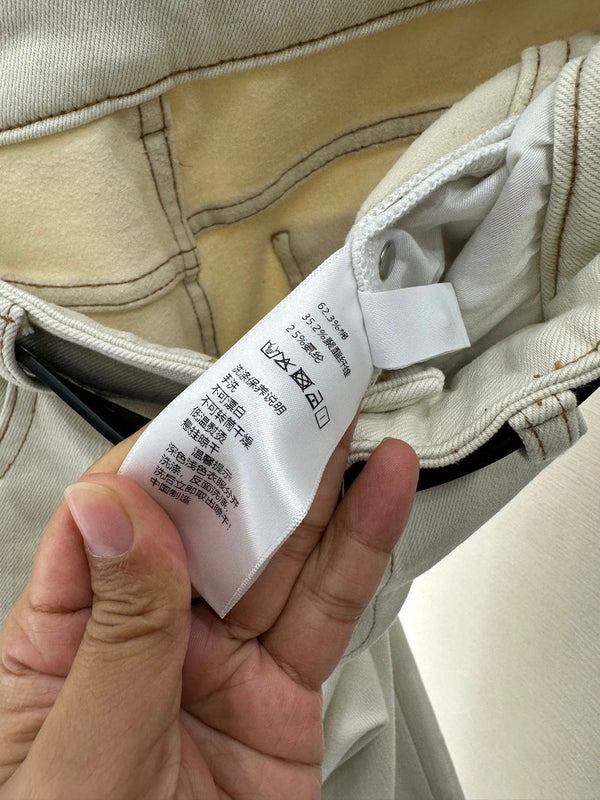 62.3%棉
35.2%聚酯纤维
2.5%氨纶
洗涤保养说明
手洗
不可漂白
不可转筒干燥
低温熨烫
悬挂晾干
温馨提示
深色浅色衣服分开
洗涤，反面洗涤，
洗后立即取出晾干！
中国制造